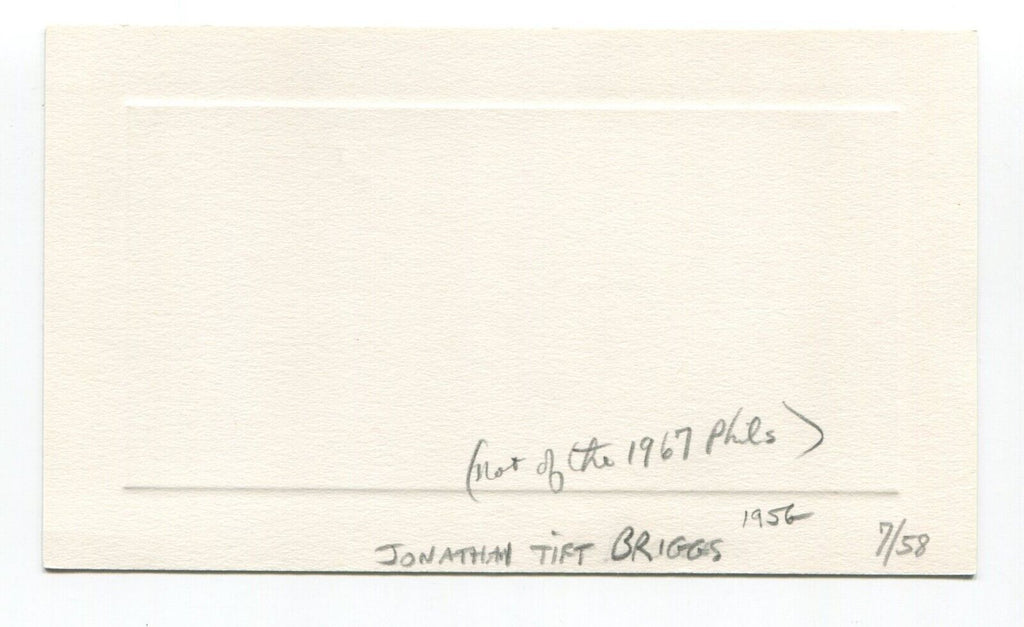 (not of the 1967 Phils)
1956
JONATHAN TIFT BRIGGS
7/58